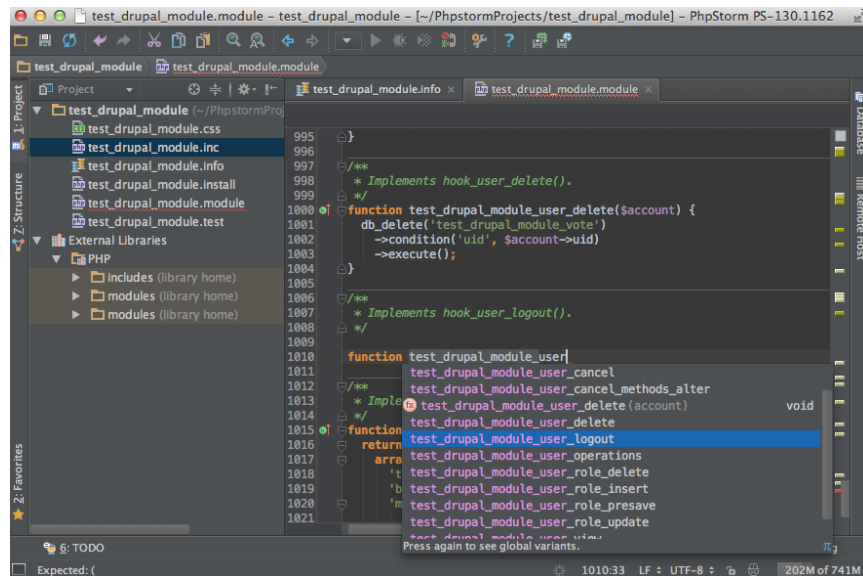 test_drupal_module.module - test_drupal_module - [~/PhpstormProjects/test_drupal_module] - PhpStorm PS-130.1162
test_drupal_module test_drupal_module.module
1: Project
Z: Structure
2: Favorites
Project
test_drupal_module (~/PhpstormProj
test_drupal_module.css
test_drupal_module.inc
test_drupal_module.info
test_drupal_module.install
test_drupal_module.module
test_drupal_module.test
External Libraries
PHP
includes (library home)
modules (library home)
modules (library home)
test_drupal_module.info × test_drupal_module.module ×
995 }
996
997 /**
998 * Implements hook_user_delete().
999 */
1000 function test_drupal_module_user_delete($account) {
1001 db_delete('test_drupal_module_vote')
1002 ->condition('uid', $account->uid)
1003 ->execute();
1004 }
1005
1006 /**
1007 * Implements hook_user_logout().
1008 */
1009
1010 function test_drupal_module_user
1011
1012 /**
1013 * Imple
1014 */
1015 function
1016 return
1017 arra
1018 't
1019 'b
1020 'm
1021
test_drupal_module_user_cancel
test_drupal_module_user_cancel_methods_alter
test_drupal_module_user_delete(account) void
test_drupal_module_user_delete
test_drupal_module_user_logout
test_drupal_module_user_operations
test_drupal_module_user_role_delete
test_drupal_module_user_role_insert
test_drupal_module_user_role_presave
test_drupal_module_user_role_update
test_drupal_module_user_view
Press again to see global variants. π
Database
Remote Host
6: TODO
Expected: ( 1010:33 LF UTF-8 202M of 741M